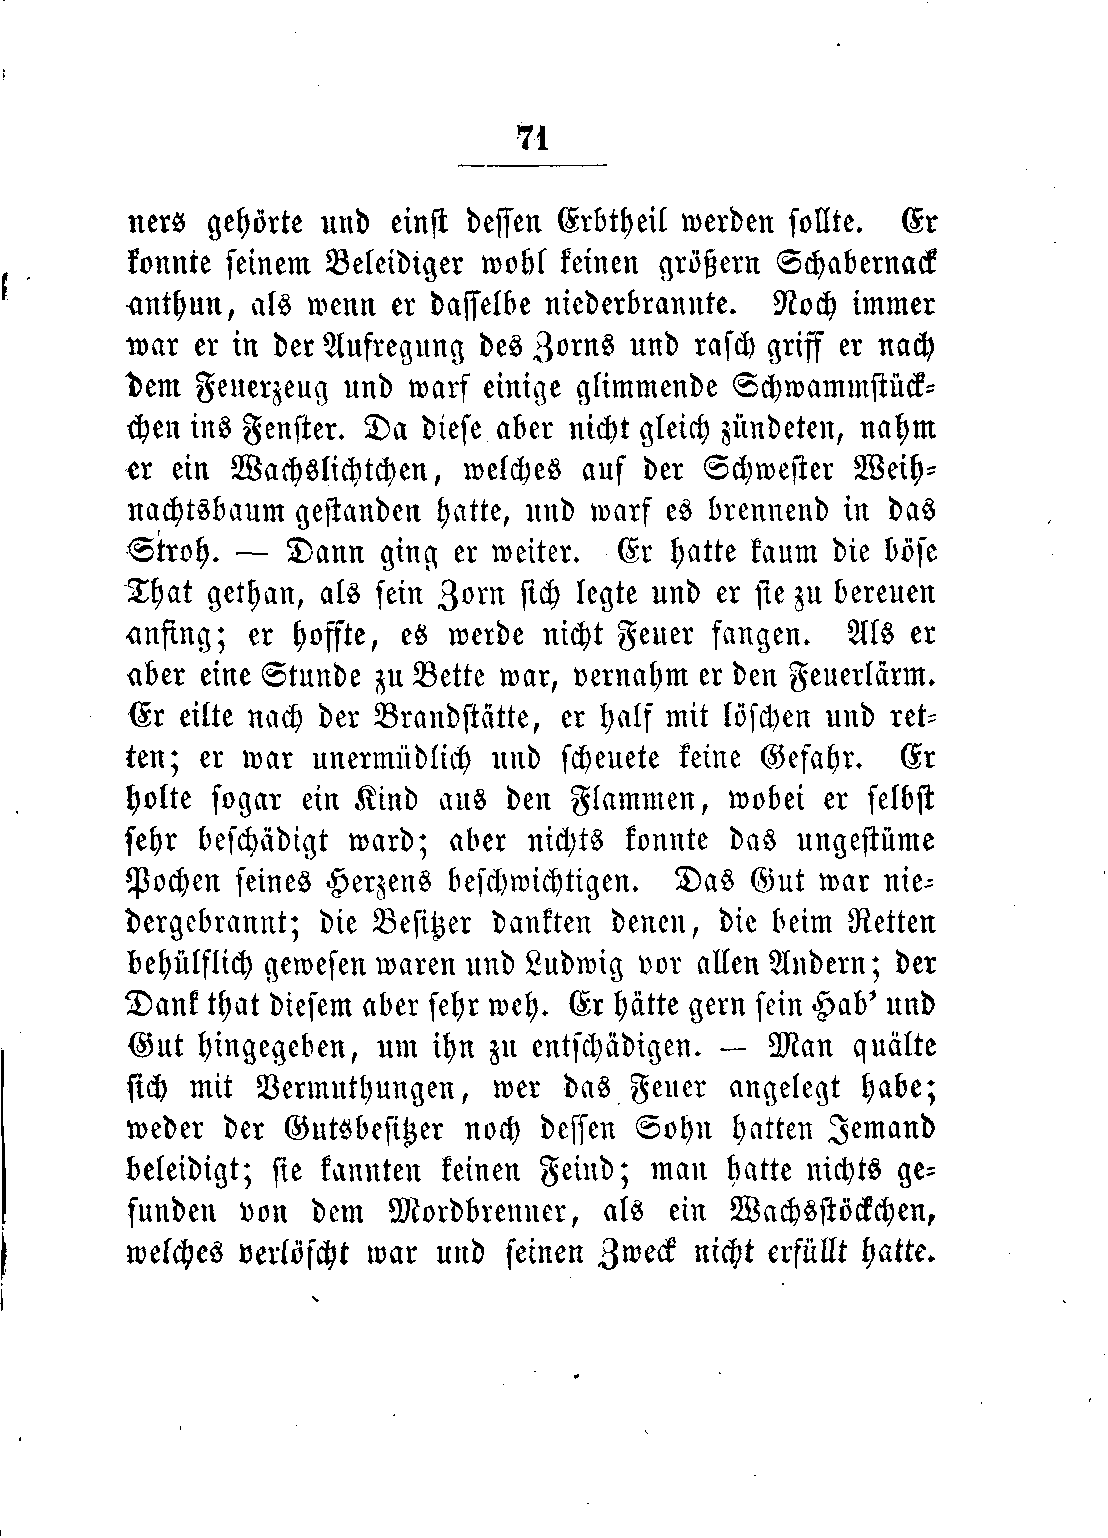 71
ners gehörte und einst dessen Erbtheil werden sollte. Er
konnte seinem Beleidiger wohl keinen größern Schabernack
anthun, als wenn er dasselbe niederbrannte. Noch immer
war er in der Aufregung des Zorns und rasch griff er nach
dem Feuerzeug und warf einige glimmende Schwammstück-
chen ins Fenster. Da diese aber nicht gleich zündeten, nahm
er ein Wachslichtchen, welches auf der Schwester Weih-
nachtsbaum gestanden hatte, und warf es brennend in das
Stroh. — Dann ging er weiter. Er hatte kaum die böse
That gethan, als sein Zorn sich legte und er sie zu bereuen
anfing; er hoffte, es werde nicht Feuer fangen. Als er
aber eine Stunde zu Bette war, vernahm er den Feuerlärm.
Er eilte nach der Brandstätte, er half mit löschen und ret-
ten; er war unermüdlich und scheuete keine Gefahr. Er
holte sogar ein Kind aus den Flammen, wobei er selbst
sehr beschädigt ward; aber nichts konnte das ungestüme
Pochen seines Herzens beschwichtigen. Das Gut war nie-
dergebrannt; die Besitzer dankten denen, die beim Retten
behülflich gewesen waren und Ludwig vor allen Andern; der
Dank that diesem aber sehr weh. Er hätte gern sein Hab' und
Gut hingegeben, um ihn zu entschädigen. — Man quälte
sich mit Vermuthungen, wer das Feuer angelegt habe;
weder der Gutsbesitzer noch dessen Sohn hatten Jemand
beleidigt; sie kannten keinen Feind; man hatte nichts ge-
funden von dem Mordbrenner, als ein Wachsstöckchen,
welches verlöscht war und seinen Zweck nicht erfüllt hatte.